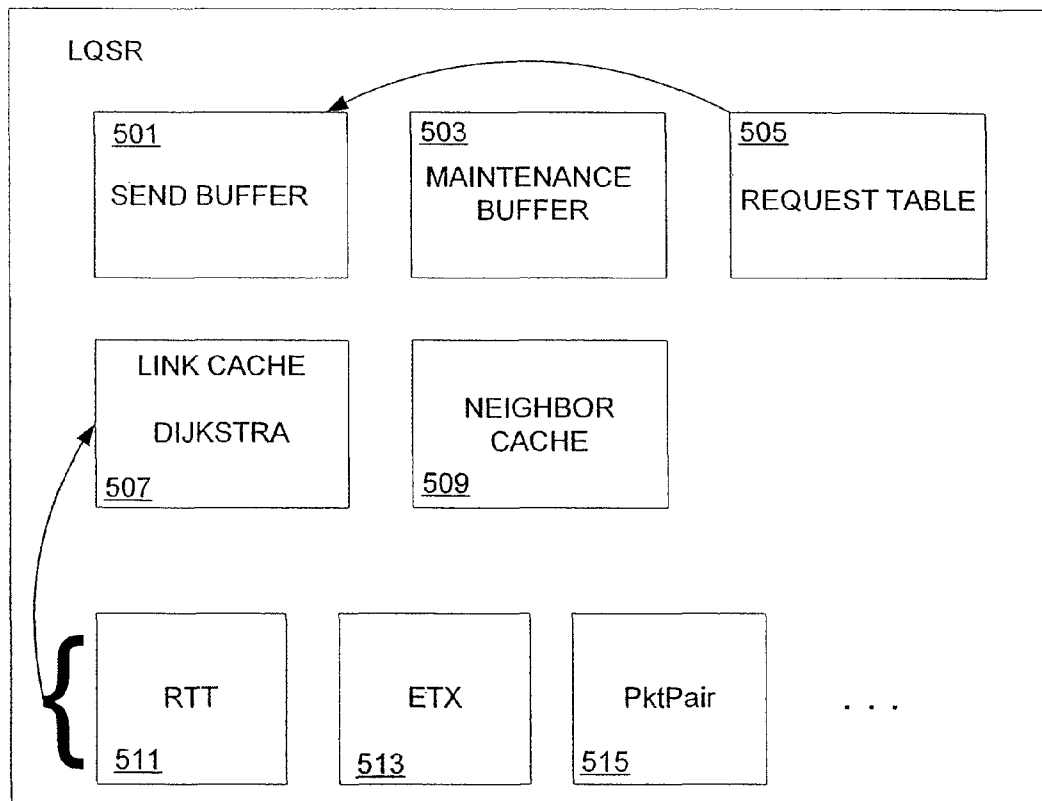 LQSR
501
SEND BUFFER
503
MAINTENANCE
BUFFER
505
REQUEST TABLE
LINK CACHE
DIJKSTRA
507
NEIGHBOR
CACHE
509
RTT
511
ETX
513
PktPair
515
. . .